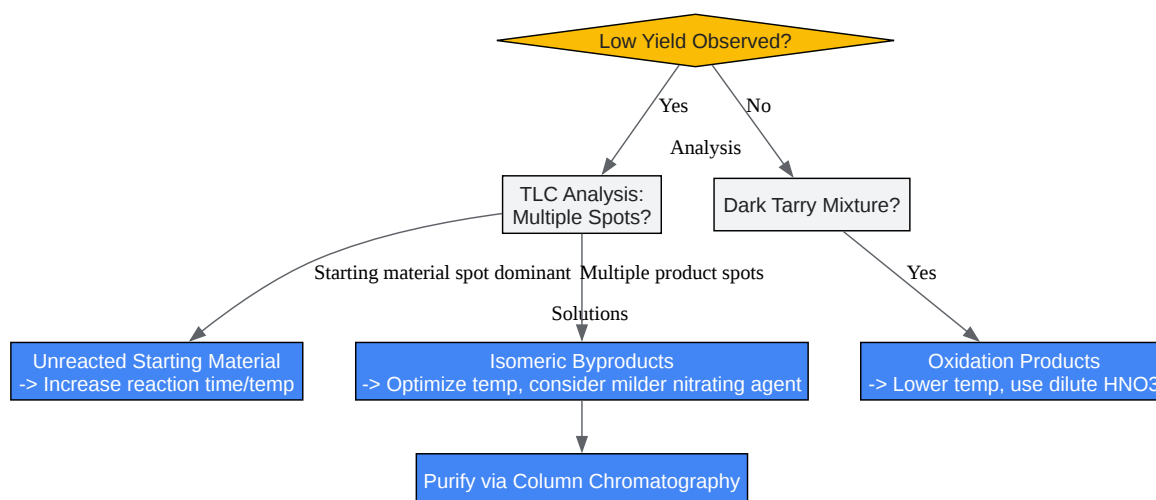 Low Yield Observed?
Yes
No
Analysis
TLC Analysis:
Multiple Spots?
Dark Tarry Mixture?
Starting material spot dominant
Multiple product spots
Yes
Solutions
Unreacted Starting Material
-> Increase reaction time/temp
Isomeric Byproducts
-> Optimize temp, consider milder nitrating agent
Oxidation Products
-> Lower temp, use dilute HNO3
Purify via Column Chromatography